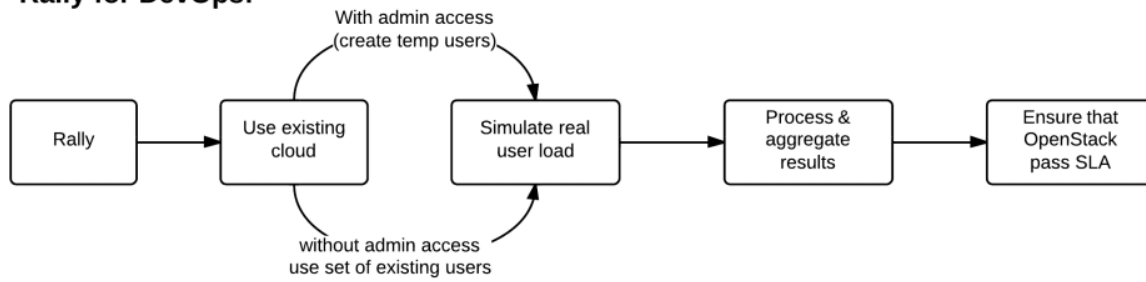 Rally for DevOps:
With admin access
(create temp users)
Rally
Use existing
cloud
Simulate real
user load
Process &
aggregate
results
Ensure that
OpenStack
pass SLA
without admin access
use set of existing users